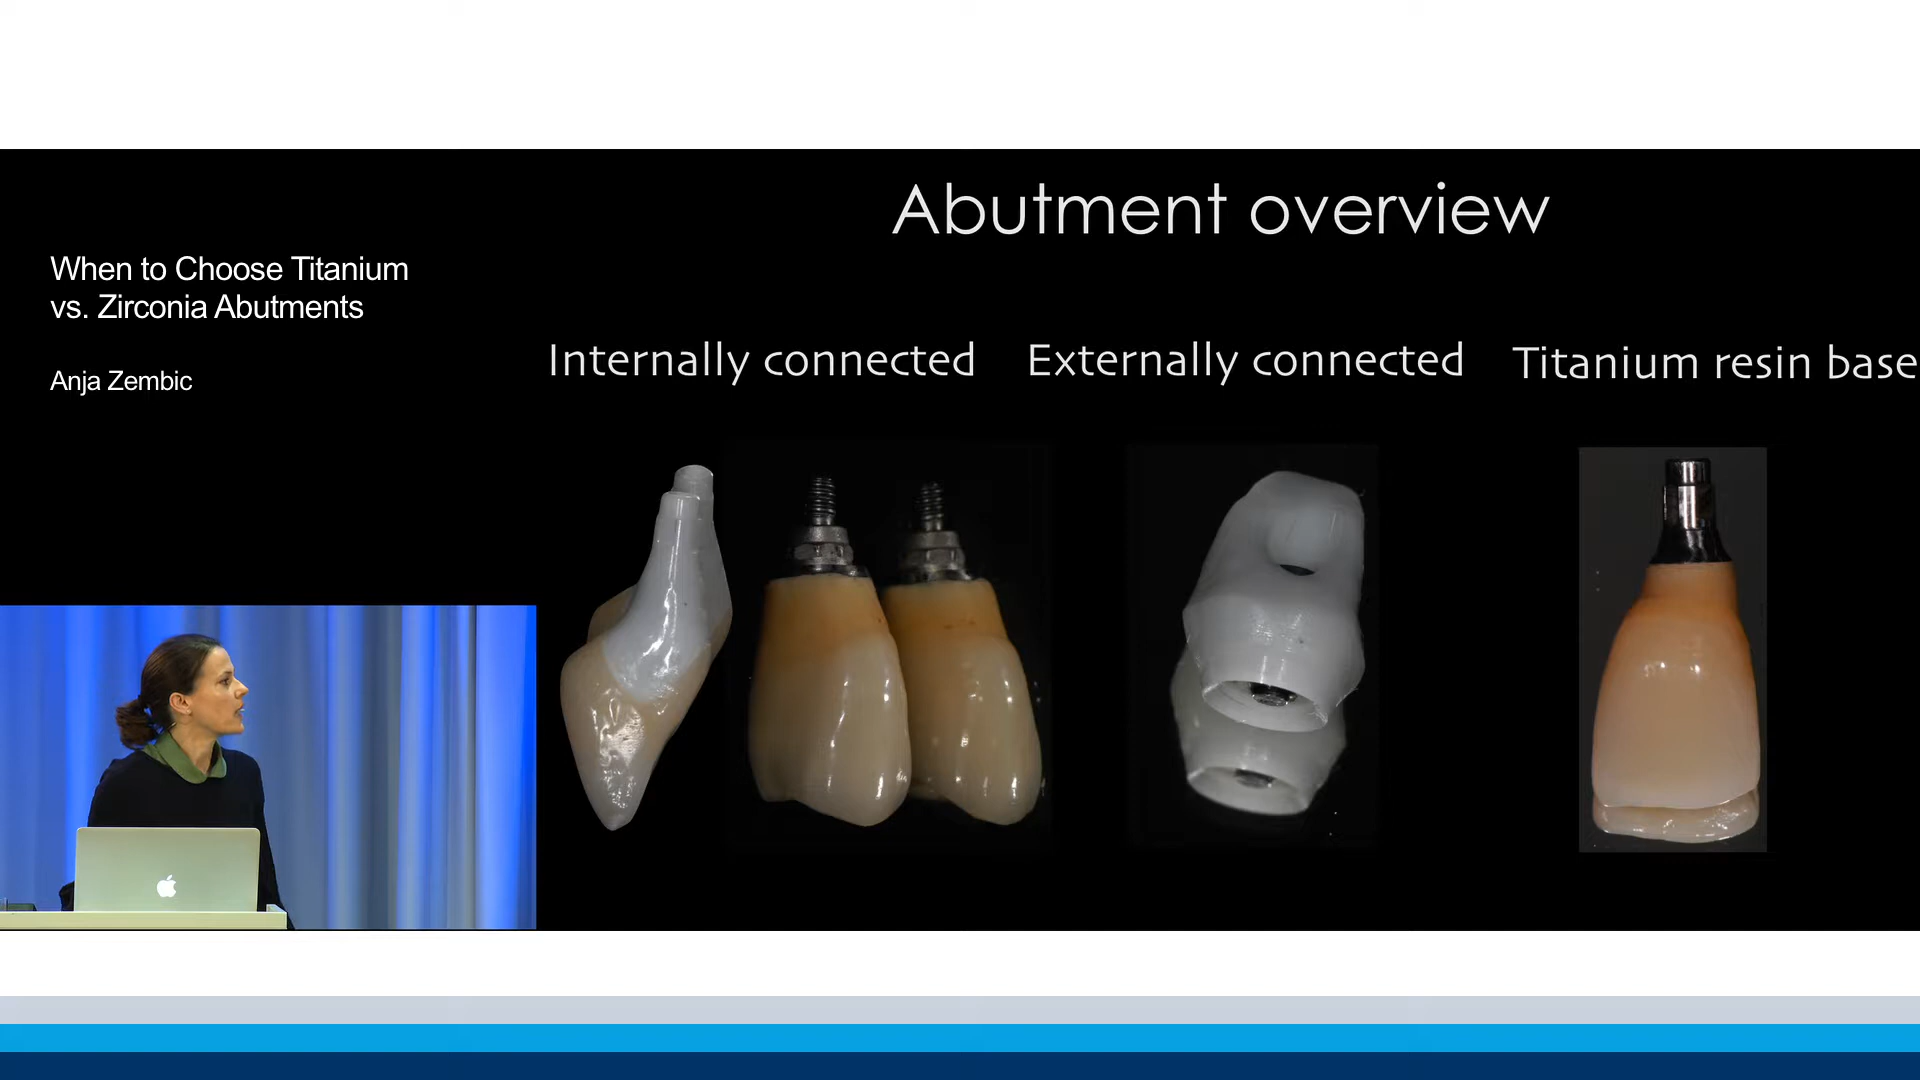 Abutment overview
When to Choose Titanium
vs. Zirconia Abutments
Anja Zembic
Internally connected
Externally connected
Titanium resin base